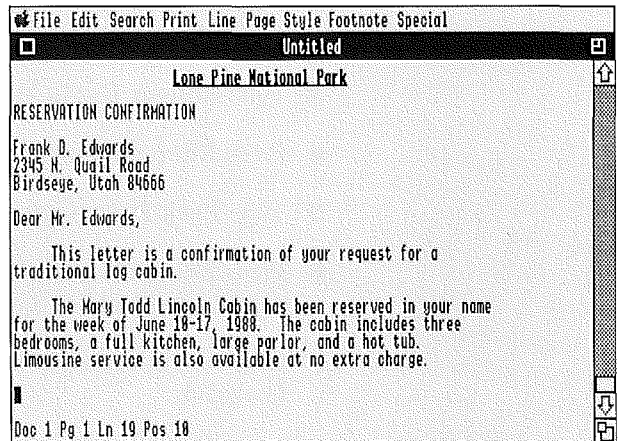 File Edit Search Print Line Page Style Footnote Special
Untitled
Lone Pine National Park
RESERVATION CONFIRMATION
Frank D. Edwards
2345 N. Quail Road
Birdseye, Utah 84666
Dear Mr. Edwards,
This letter is a confirmation of your request for a
traditional log cabin.
The Mary Todd Lincoln Cabin has been reserved in your name
for the week of June 10-17, 1988. The cabin includes three
bedrooms, a full kitchen, large parlor, and a hot tub.
Limousine service is also available at no extra charge.
Doc 1 Pg 1 Ln 19 Pos 10